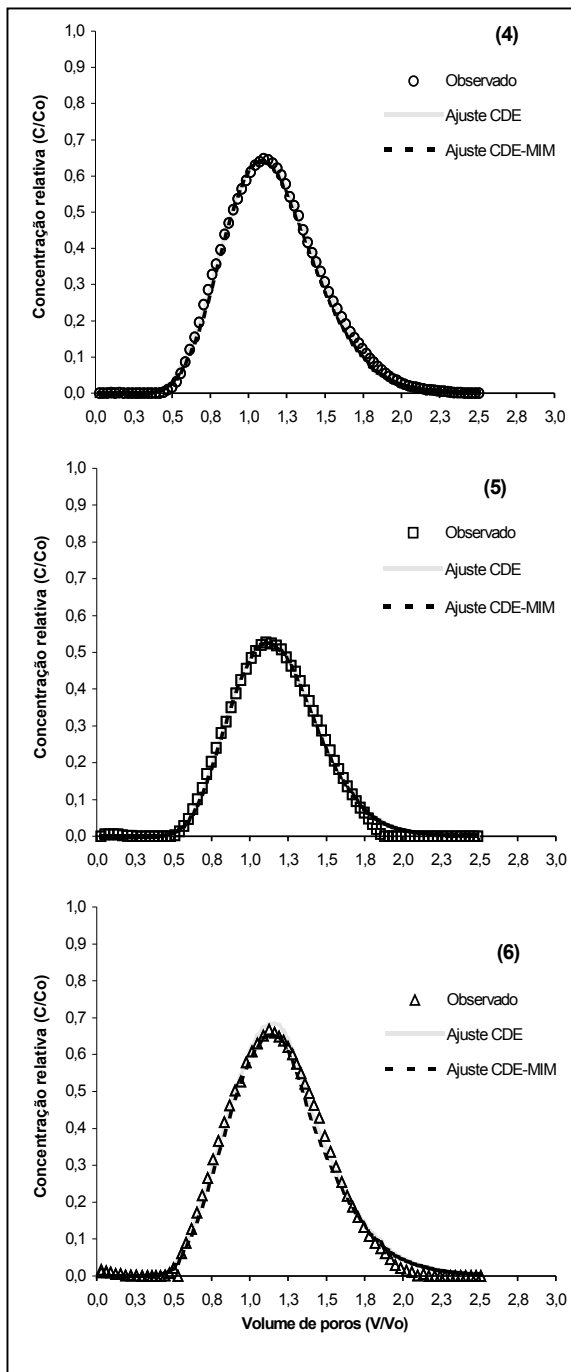 (4)
1,0
0,9
0,8
0,7
0,6
0,5
0,4
0,3
0,2
0,1
0,0
Concentração relativa (C/Co)
Observado
Ajuste CDE
Ajuste CDE-MIM
0,0 0,3 0,5 0,8 1,0 1,3 1,5 1,8 2,0 2,3 2,5 2,8 3,0
(5)
1,0
0,9
0,8
0,7
0,6
0,5
0,4
0,3
0,2
0,1
0,0
Concentração relativa (C/Co)
Observado
Ajuste CDE
Ajuste CDE-MIM
0,0 0,3 0,5 0,8 1,0 1,3 1,5 1,8 2,0 2,3 2,5 2,8 3,0
(6)
1,0
0,9
0,8
0,7
0,6
0,5
0,4
0,3
0,2
0,1
0,0
Concentração relativa (C/Co)
Observado
Ajuste CDE
Ajuste CDE-MIM
0,0 0,3 0,5 0,8 1,0 1,3 1,5 1,8 2,0 2,3 2,5 2,8 3,0
Volume de poros (V/Vo)